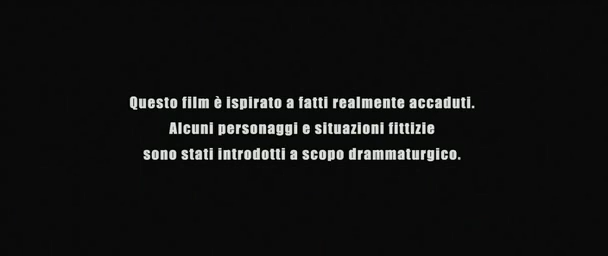 Questo film è ispirato a fatti realmente accaduti.
Alcuni personaggi e situazioni fittizie
sono stati introdotti a scopo drammaturgico.